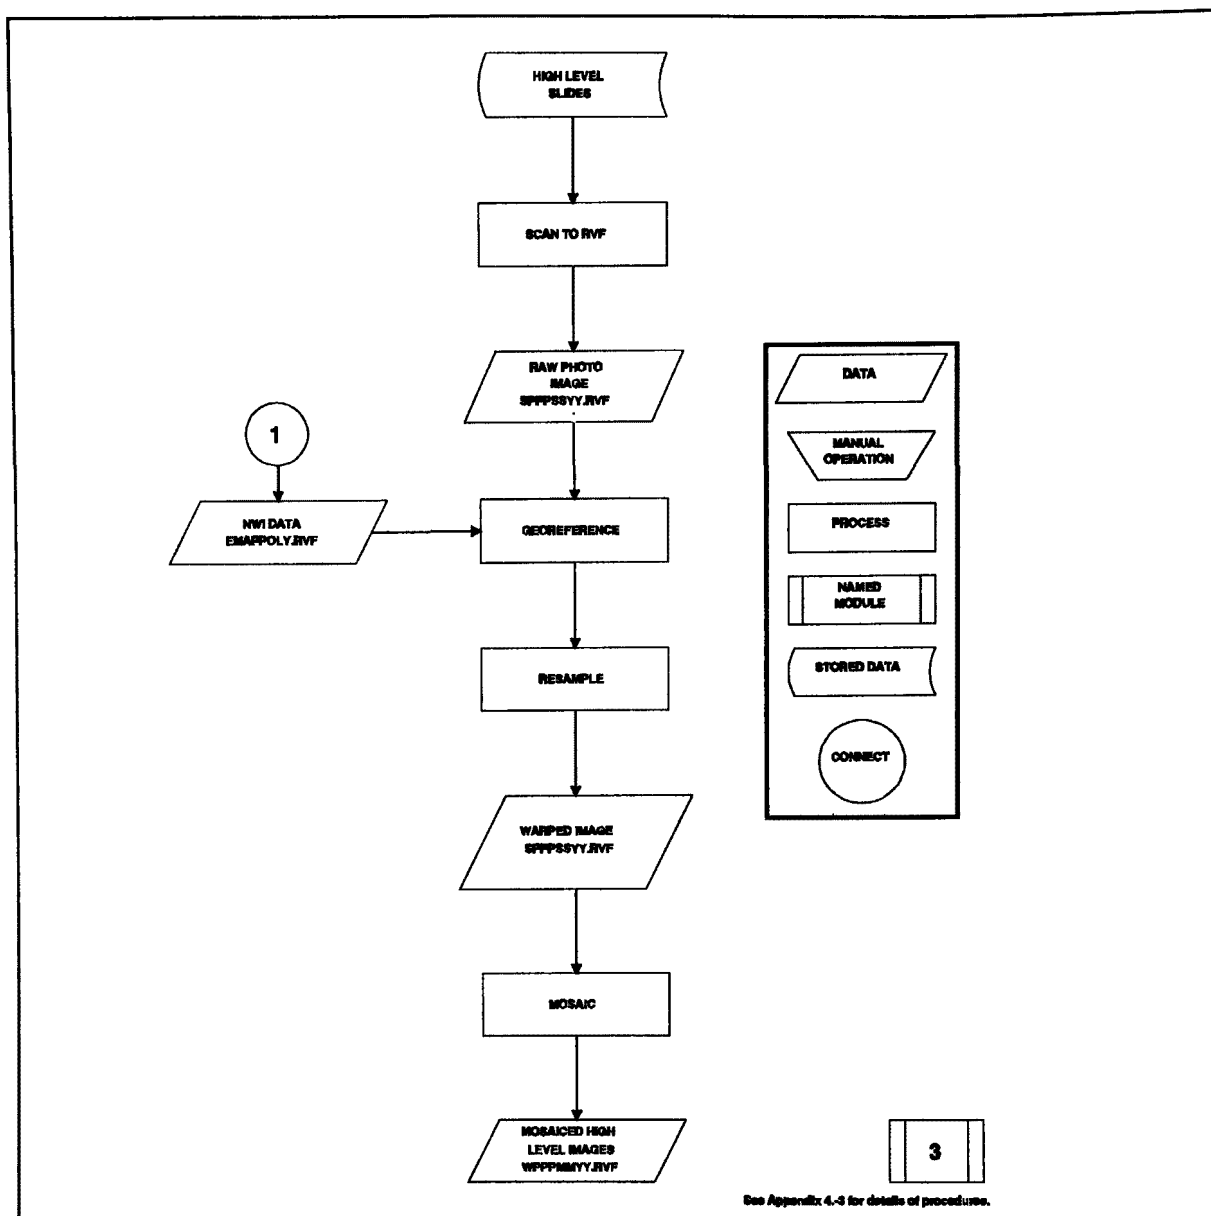 HIGH LEVEL
SLIDES
SCAN TO RVF
RAW PHOTO
IMAGE
SPPPSSYY.RVF
1
NWI DATA
EMAPPOLY.RVF
GEOREFERENCE
RESAMPLE
WARPED IMAGE
SPPPSSYY.RVF
MOSAIC
MOSAICED HIGH
LEVEL IMAGES
WPPPMMYY.RVF
DATA
MANUAL
OPERATION
PROCESS
NAMED
MODULE
STORED DATA
CONNECT
3
See Appendix 4.-3 for details of procedures.